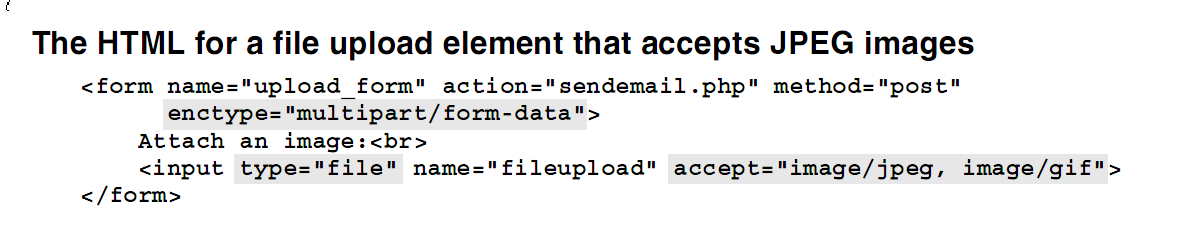 The HTML for a file upload element that accepts JPEG images
<form name="upload_form" action="sendemail.php" method="post"
enctype="multipart/form-data">
Attach an image:<br>
<input type="file" name="fileupload" accept="image/jpeg, image/gif">
</form>